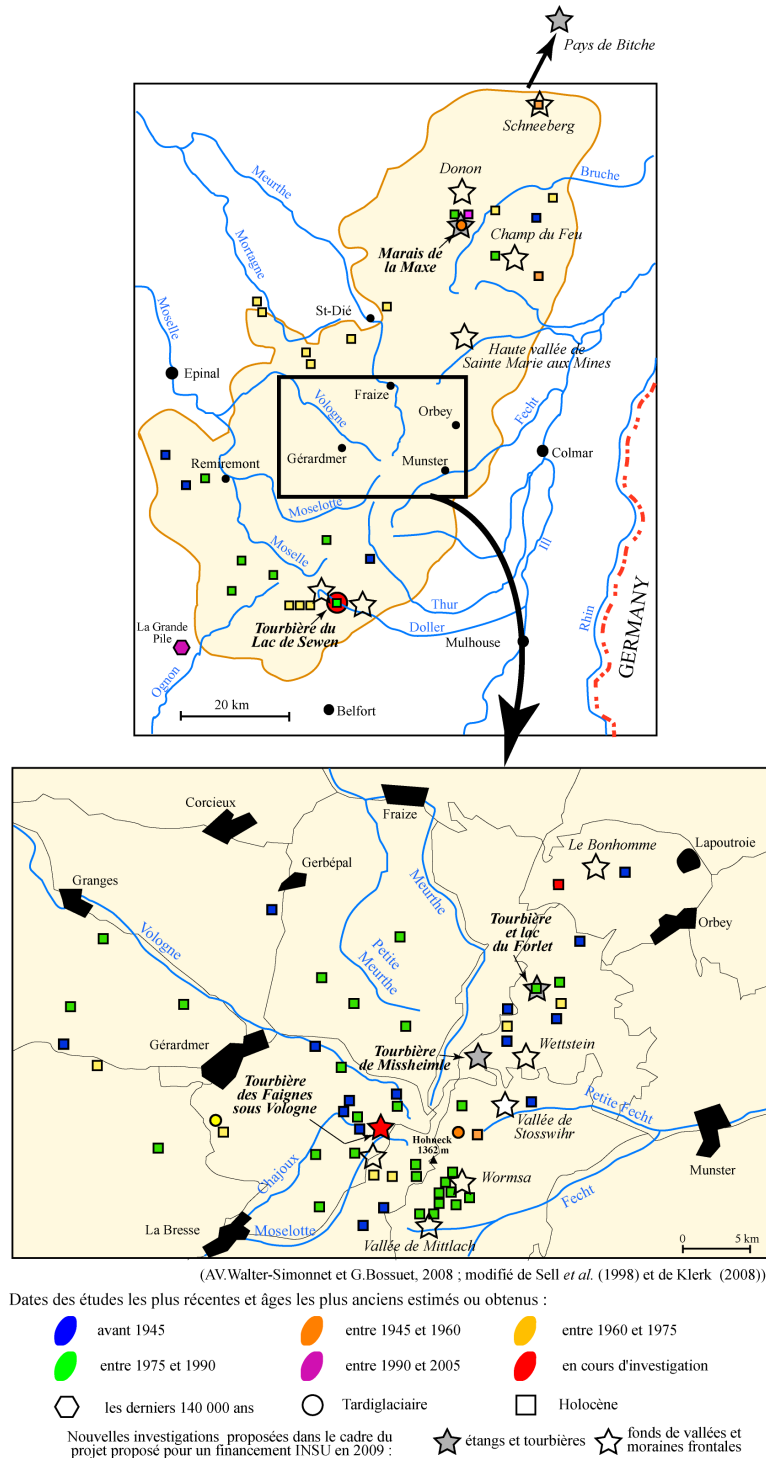 Pays de Bitche
Schneeberg
Donon
Bruche
Meurthe
Mortagne
Champ du Feu
Marais de
la Maxe
Moselle
St-Dié
Haute vallée de
Sainte Marie aux Mines
Epinal
Fraize
Vologne
Orbey
Fecht
Gérardmer
Munster
Colmar
Remiremont
Moselotte
Moselle
Ill
Thur
Doller
Tourbière du
Lac de Sewen
La Grande
Pile
Mulhouse
Rhin
GERMANY
Ognon
20 km
Belfort
Corcieux
Fraize
Le Bonhomme
Lapoutroie
Gerbépal
Granges
Meurthe
Tourbière
et lac
du Forlet
Orbey
Vologne
Petite
Meurthe
Gérardmer
Tourbière
de Missheimle
Wettstein
Tourbière
des Faignes
sous Vologne
Petite Fecht
Vallée de
Stosswihr
Hohneck
1362 m
Munster
Chajoux
Wormsa
Fecht
La Bresse
Moselotte
Vallée de Mittlach
0 5 km
(AV.Walter-Simonnet et G.Bossuet, 2008 ; modifié de Sell et al. (1998) et de Klerk (2008))
Dates des études les plus récentes et âges les plus anciens estimés ou obtenus :
avant 1945 entre 1945 et 1960 entre 1960 et 1975
entre 1975 et 1990 entre 1990 et 2005 en cours d'investigation
les derniers 140 000 ans Tardiglaciaire Holocène
Nouvelles investigations proposées dans le cadre du
projet proposé pour un financement INSU en 2009 :
étangs et tourbières
fonds de vallées et
moraines frontales